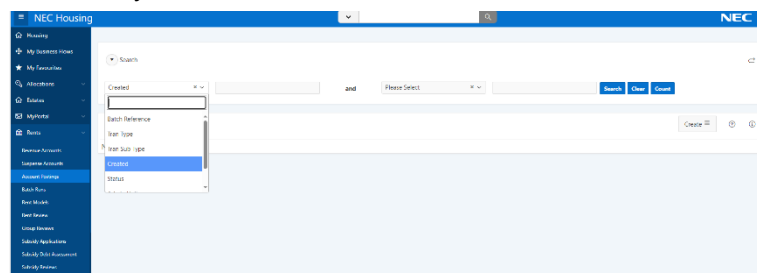 NEC Housing
NEC
Housing
My Business Flows
My Favourites
Allocations
Estates
MyPortal
Rents
Revenue Accounts
Suspense Accounts
Account Postings
Batch Runs
Rent Models
Rent Review
Group Reviews
Subsidy Applications
Subsidy Debt Assessment
Subsidy Reviews
Search
Created
and
Please Select
Search Clear Count
Batch Reference
Tran Type
Tran Sub Type
Created
Status
Create